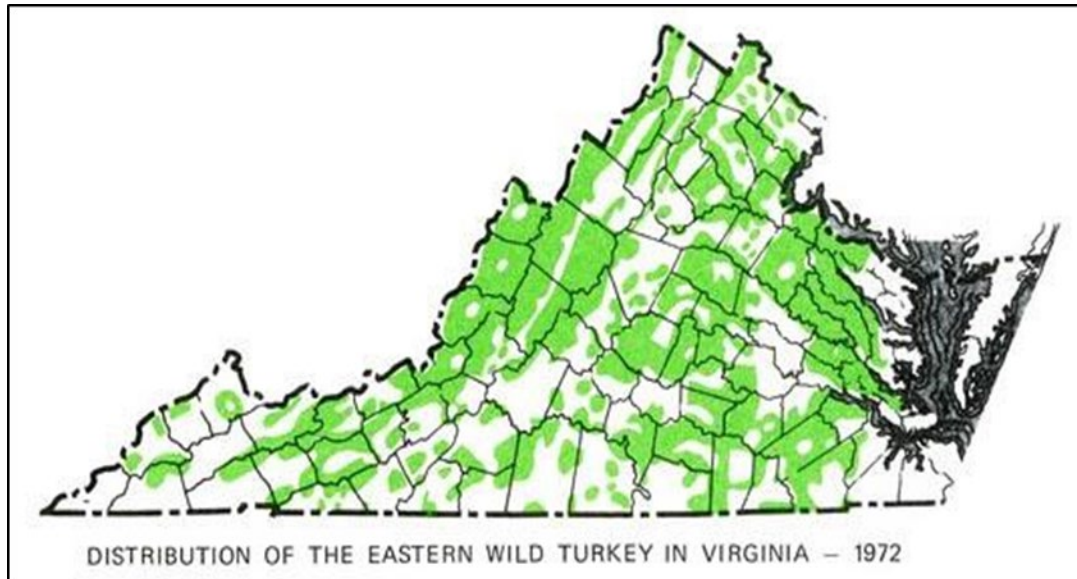 DISTRIBUTION OF THE EASTERN WILD TURKEY IN VIRGINIA – 1972